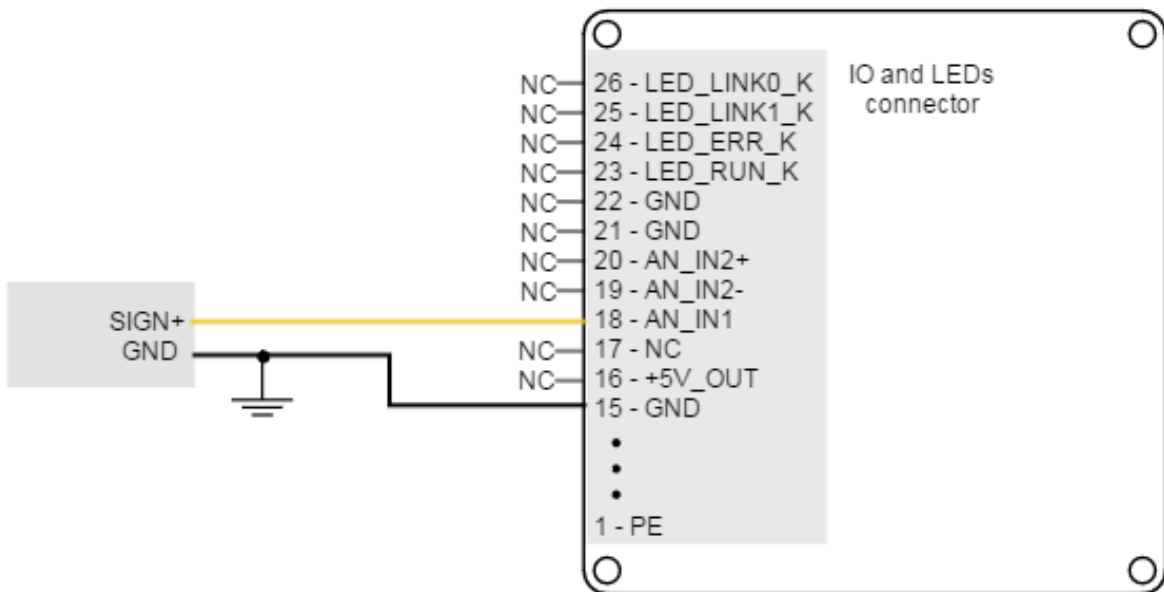 IO and LEDs
connector
NC 26 - LED_LINK0_K
NC 25 - LED_LINK1_K
NC 24 - LED_ERR_K
NC 23 - LED_RUN_K
NC 22 - GND
NC 21 - GND
NC 20 - AN_IN2+
NC 19 - AN_IN2-
SIGN+ 18 - AN_IN1
GND
NC 17 - NC
NC 16 - +5V_OUT
15 - GND
1 - PE